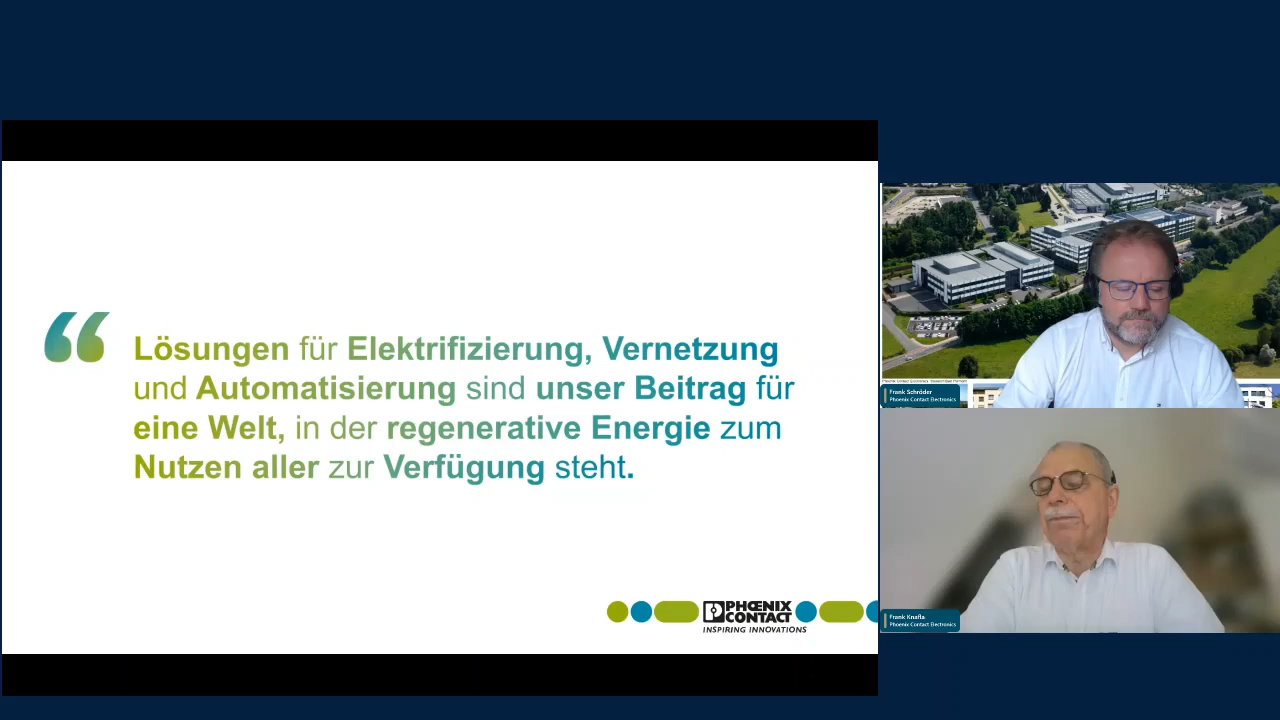 Lösungen für Elektrifizierung, Vernetzung
und Automatisierung sind unser Beitrag für
eine Welt, in der regenerative Energie zum
Nutzen aller zur Verfügung steht.
PHŒNIX
CONTACT
INSPIRING INNOVATIONS
Frank Schröder
Phoenix Contact Electronics
Frank Knafla
Phoenix Contact Electronics